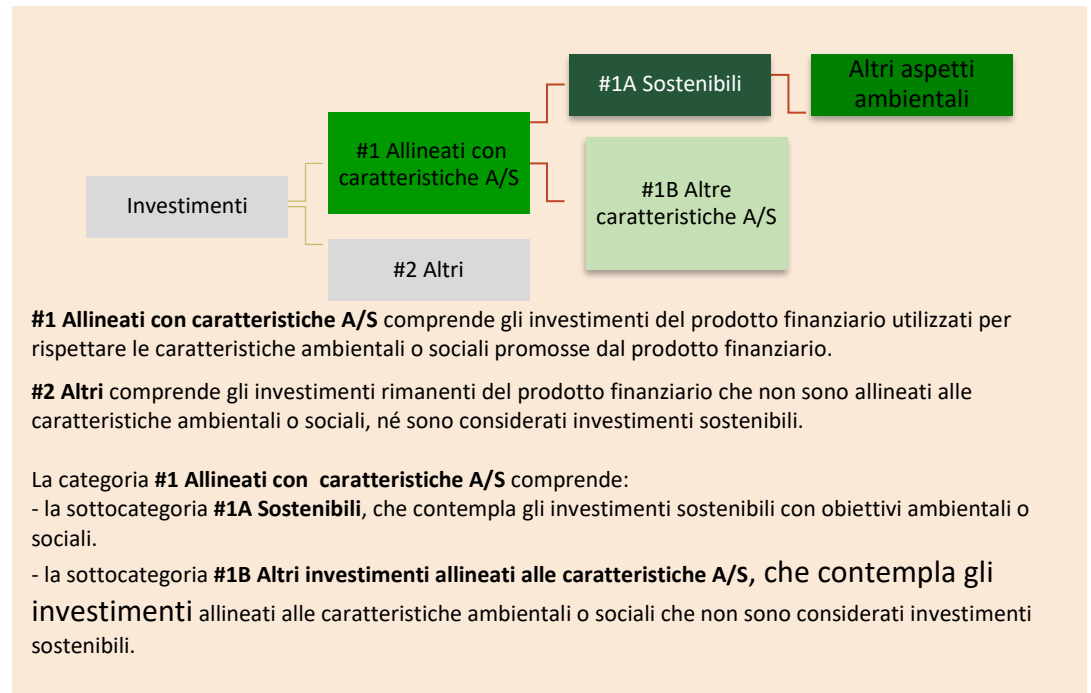 #1A Sostenibili
Altri aspetti
ambientali
#1 Allineati con
caratteristiche A/S
#1B Altre
caratteristiche A/S
Investimenti
#2 Altri
#1 Allineati con caratteristiche A/S comprende gli investimenti del prodotto finanziario utilizzati per
rispettare le caratteristiche ambientali o sociali promosse dal prodotto finanziario.
#2 Altri comprende gli investimenti rimanenti del prodotto finanziario che non sono allineati alle
caratteristiche ambientali o sociali, né sono considerati investimenti sostenibili.
La categoria #1 Allineati con caratteristiche A/S comprende:
- la sottocategoria #1A Sostenibili, che contempla gli investimenti sostenibili con obiettivi ambientali o
sociali.
- la sottocategoria #1B Altri investimenti allineati alle caratteristiche A/S, che contempla gli
investimenti allineati alle caratteristiche ambientali o sociali che non sono considerati investimenti
sostenibili.